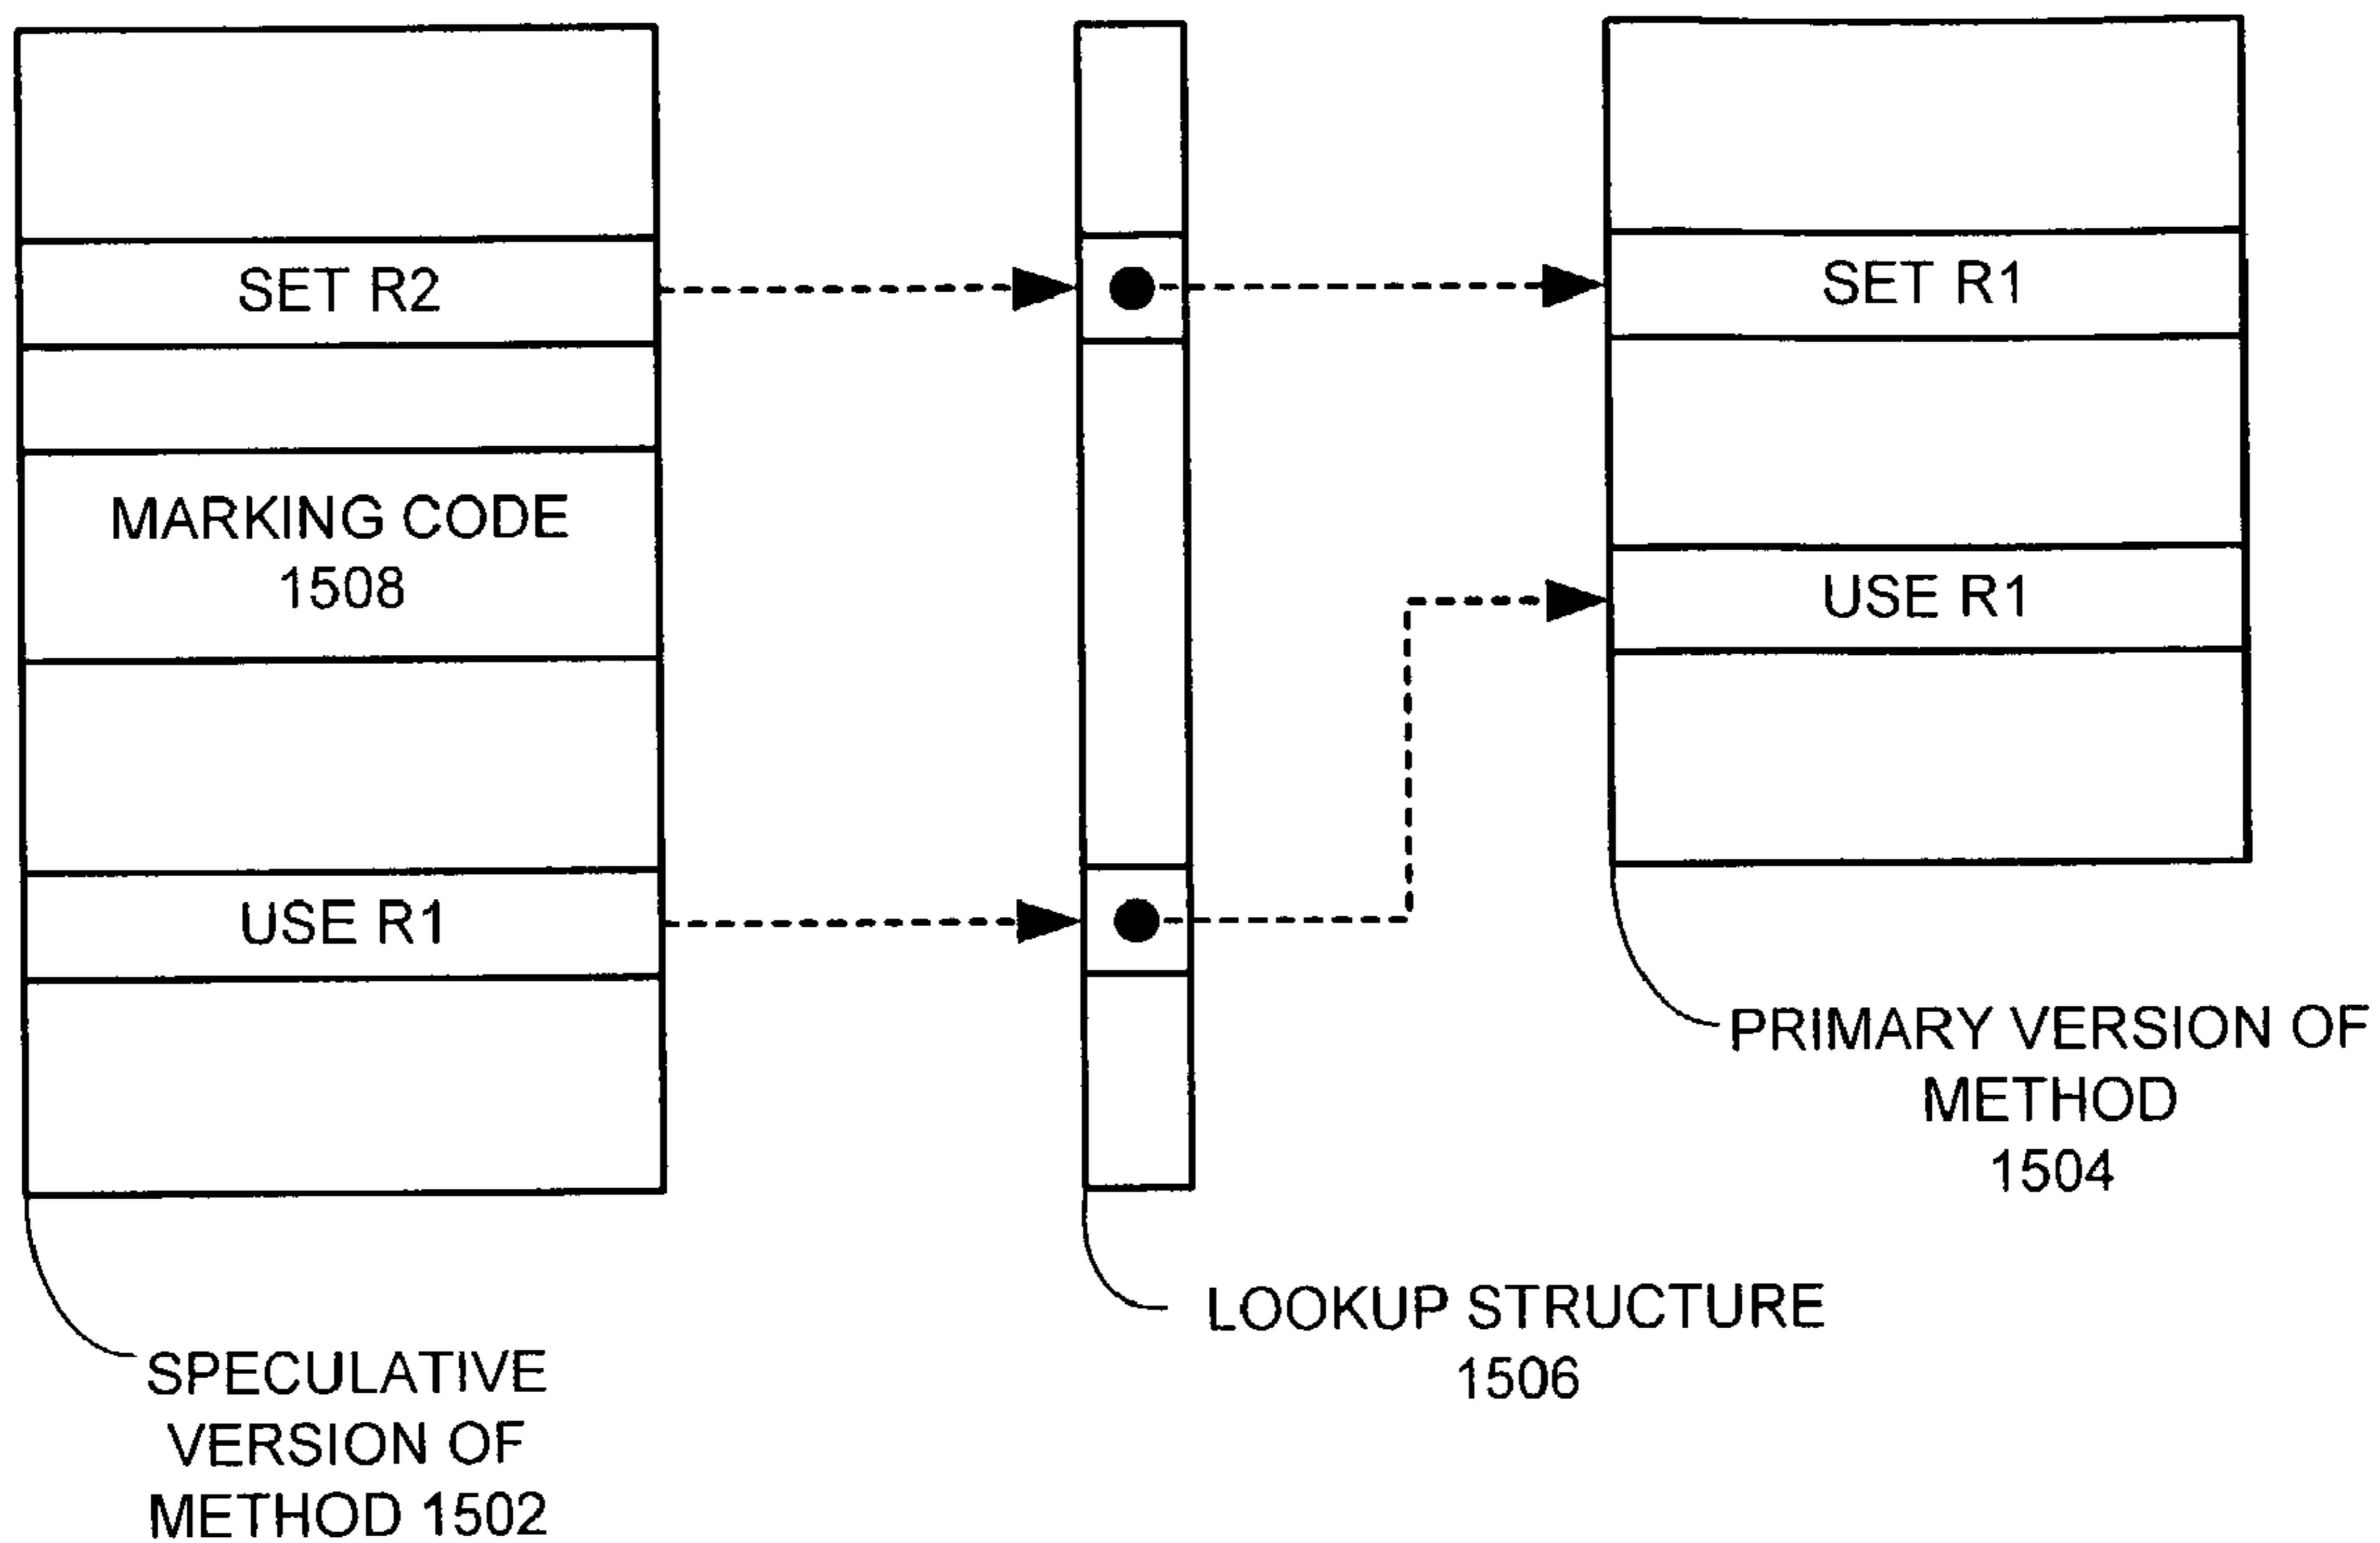 SET R2
MARKING CODE
1508
USE R1
SET R1
USE R1
PRIMARY VERSION OF
METHOD
1504
LOOKUP STRUCTURE
1506
SPECULATIVE
VERSION OF
METHOD 1502